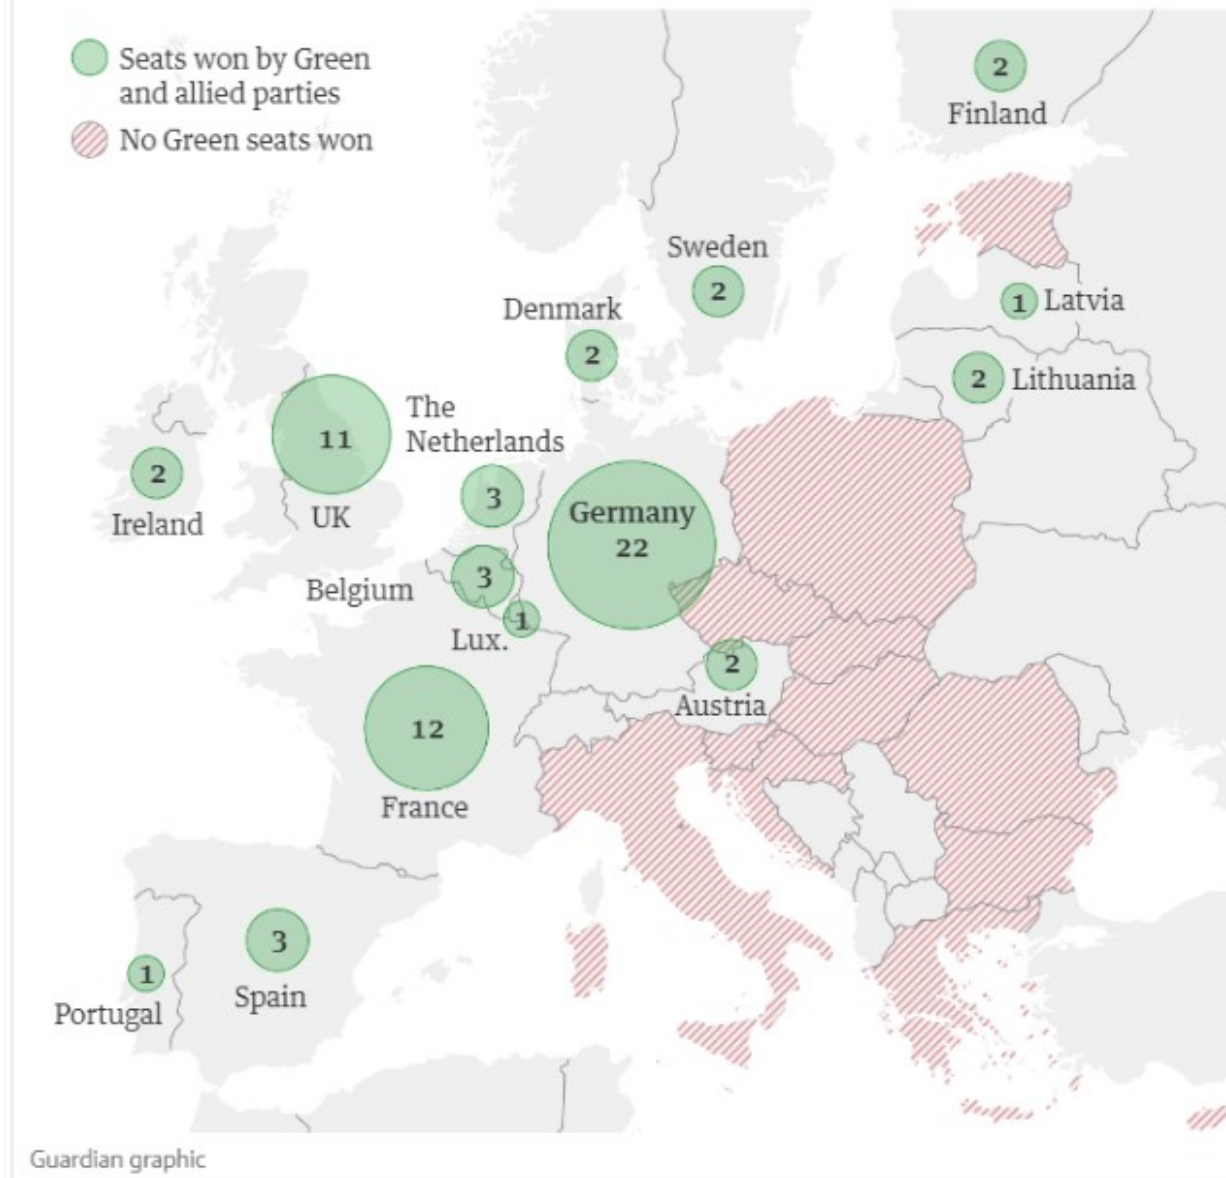 Seats won by Green
and allied parties
No Green seats won
2
Finland
Sweden
2
Denmark
2
1 Latvia
2 Lithuania
11
UK
The
Netherlands
3
2
Ireland
Germany
22
Belgium
3
Lux.
1
2
Austria
12
France
3
Spain
1
Portugal
Guardian graphic